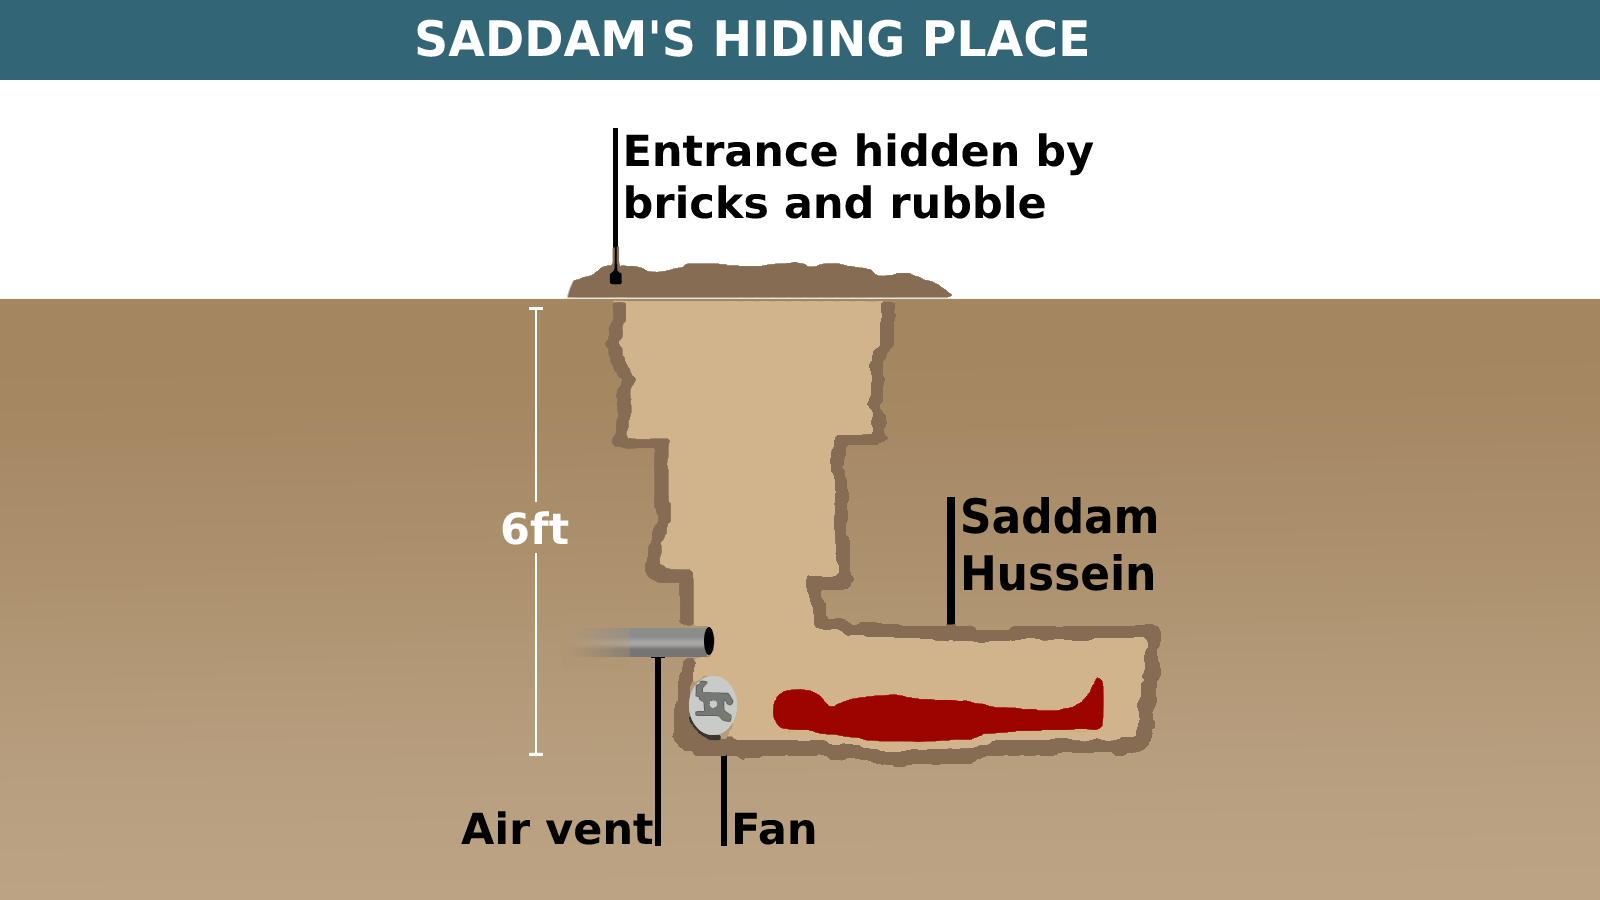 SADDAM'S HIDING PLACE
Entrance hidden by
bricks and rubble
6ft
Saddam
Hussein
Air vent
Fan